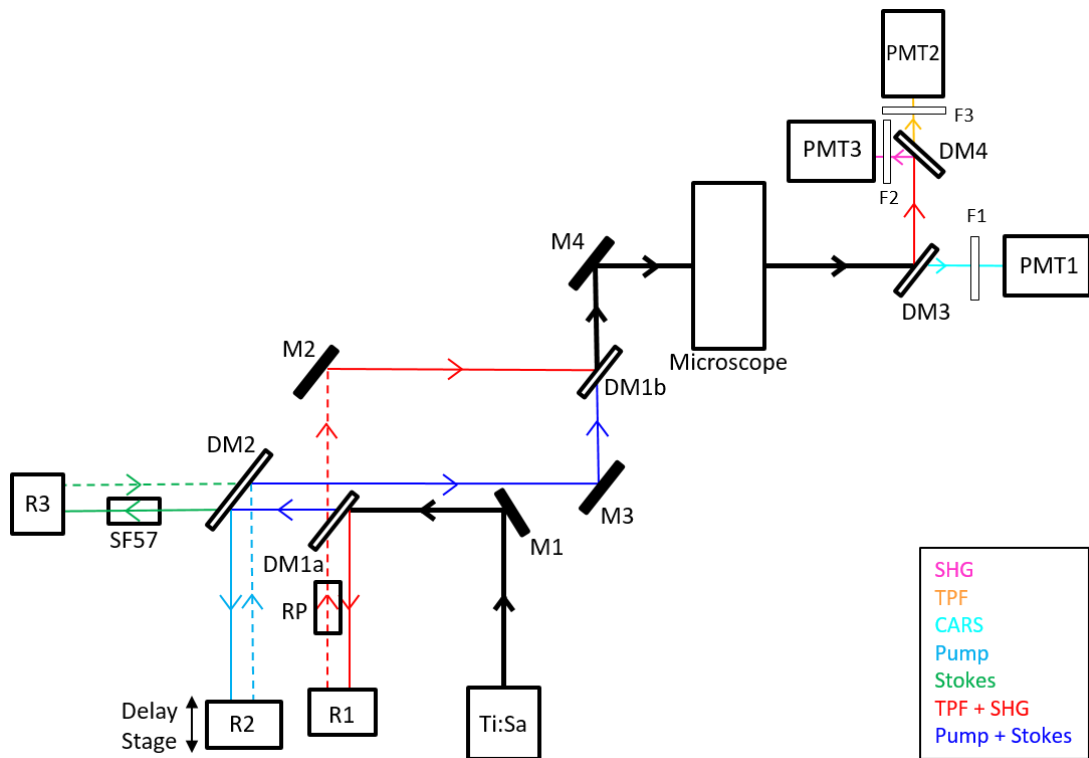 PMT2
F3
PMT3
DM4
F2
F1
M4
PMT1
DM3
M2
Microscope
DM1b
DM2
R3
M3
SF57
M1
DM1a
RP
Delay
Stage
R2
R1
Ti:Sa
SHG
TPF
CARS
Pump
Stokes
TPF + SHG
Pump + Stokes